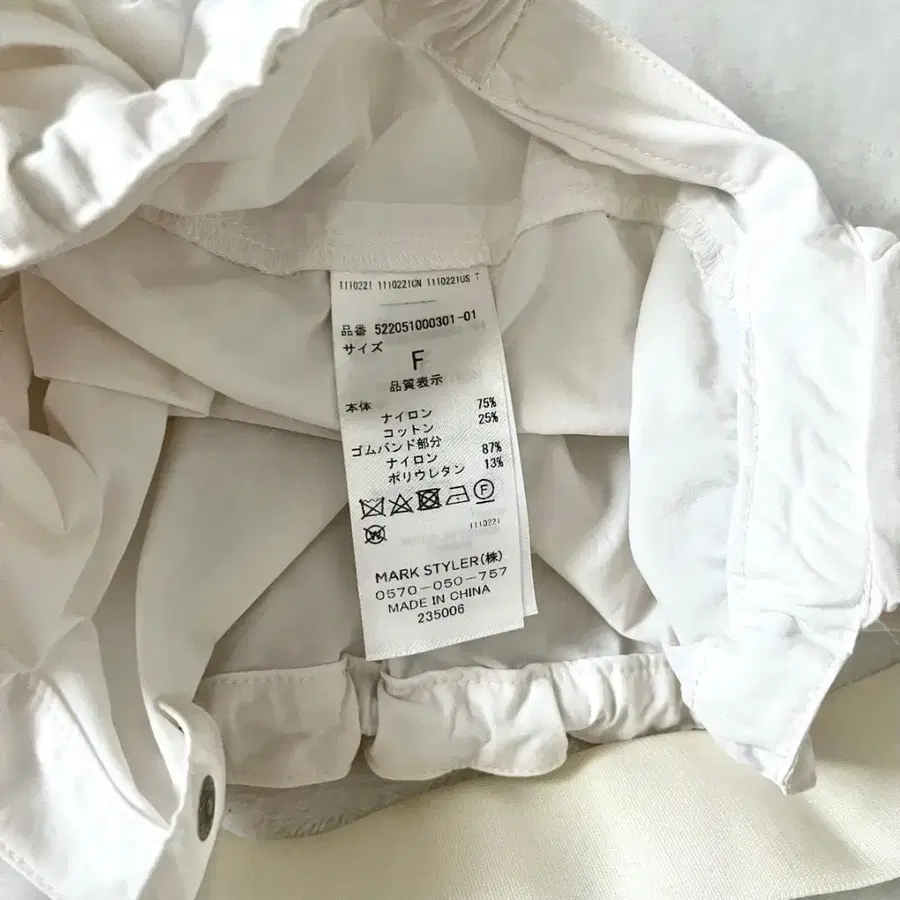 1110221 1110221CN 1110221US T
品番 522051000301-01
サイズ
F
品質表示
本体
ナイロン 75%
コットン 25%
ゴムバンド部分
ナイロン 87%
ポリウレタン 13%
F
W
1113221
MARK STYLER(株)
0570-050-757
MADE IN CHINA
235006